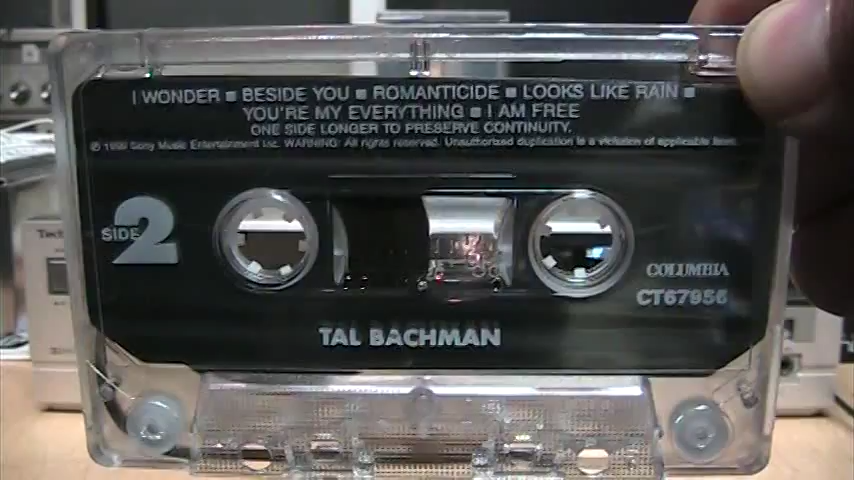 I WONDER ■ BESIDE YOU ■ ROMANTICIDE ■ LOOKS LIKE RAIN ■
YOU'RE MY EVERYTHING ■ I AM FREE
ONE SIDE LONGER TO PRESERVE CONTINUITY.
℗ 1999 Sony Music Entertainment Inc. WARNING: All rights reserved. Unauthorized duplication is a violation of applicable laws.
SIDE 2
COLUMBIA
CT67956
TAL BACHMAN